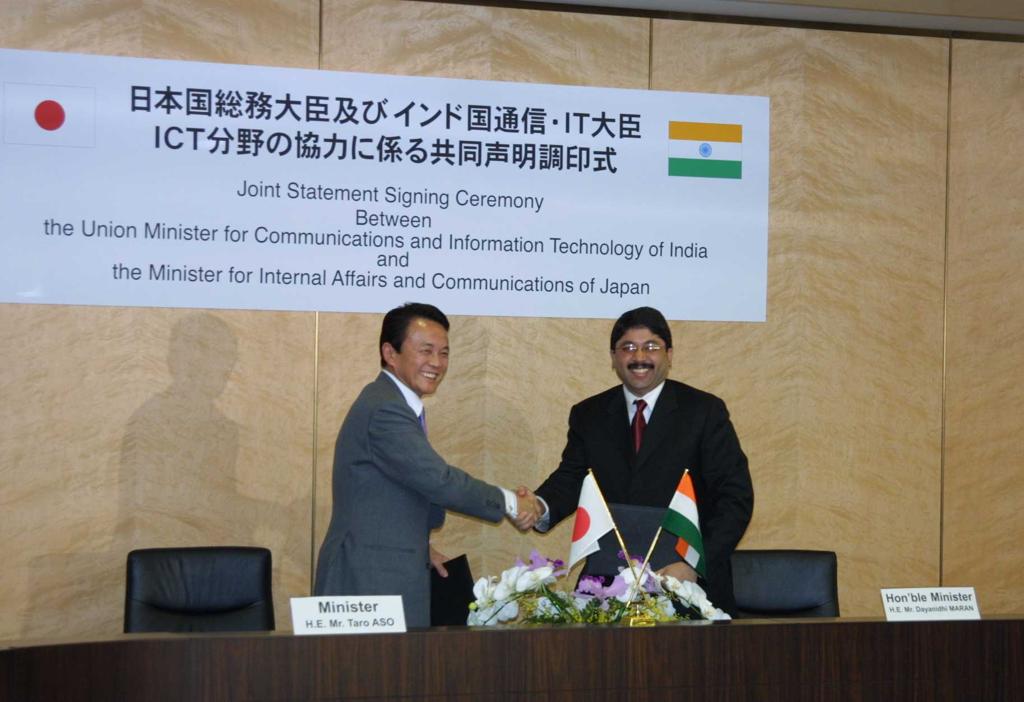 日本国総務大臣及びインド国通信・IT大臣
ICT分野の協力に係る共同声明調印式
Joint Statement Signing Ceremony
Between
the Union Minister for Communications and Information Technology of India
and
the Minister for Internal Affairs and Communications of Japan
Minister
H.E. Mr. Taro ASO
Hon'ble Minister
H.E. Mr. Dayanidhi MARAN